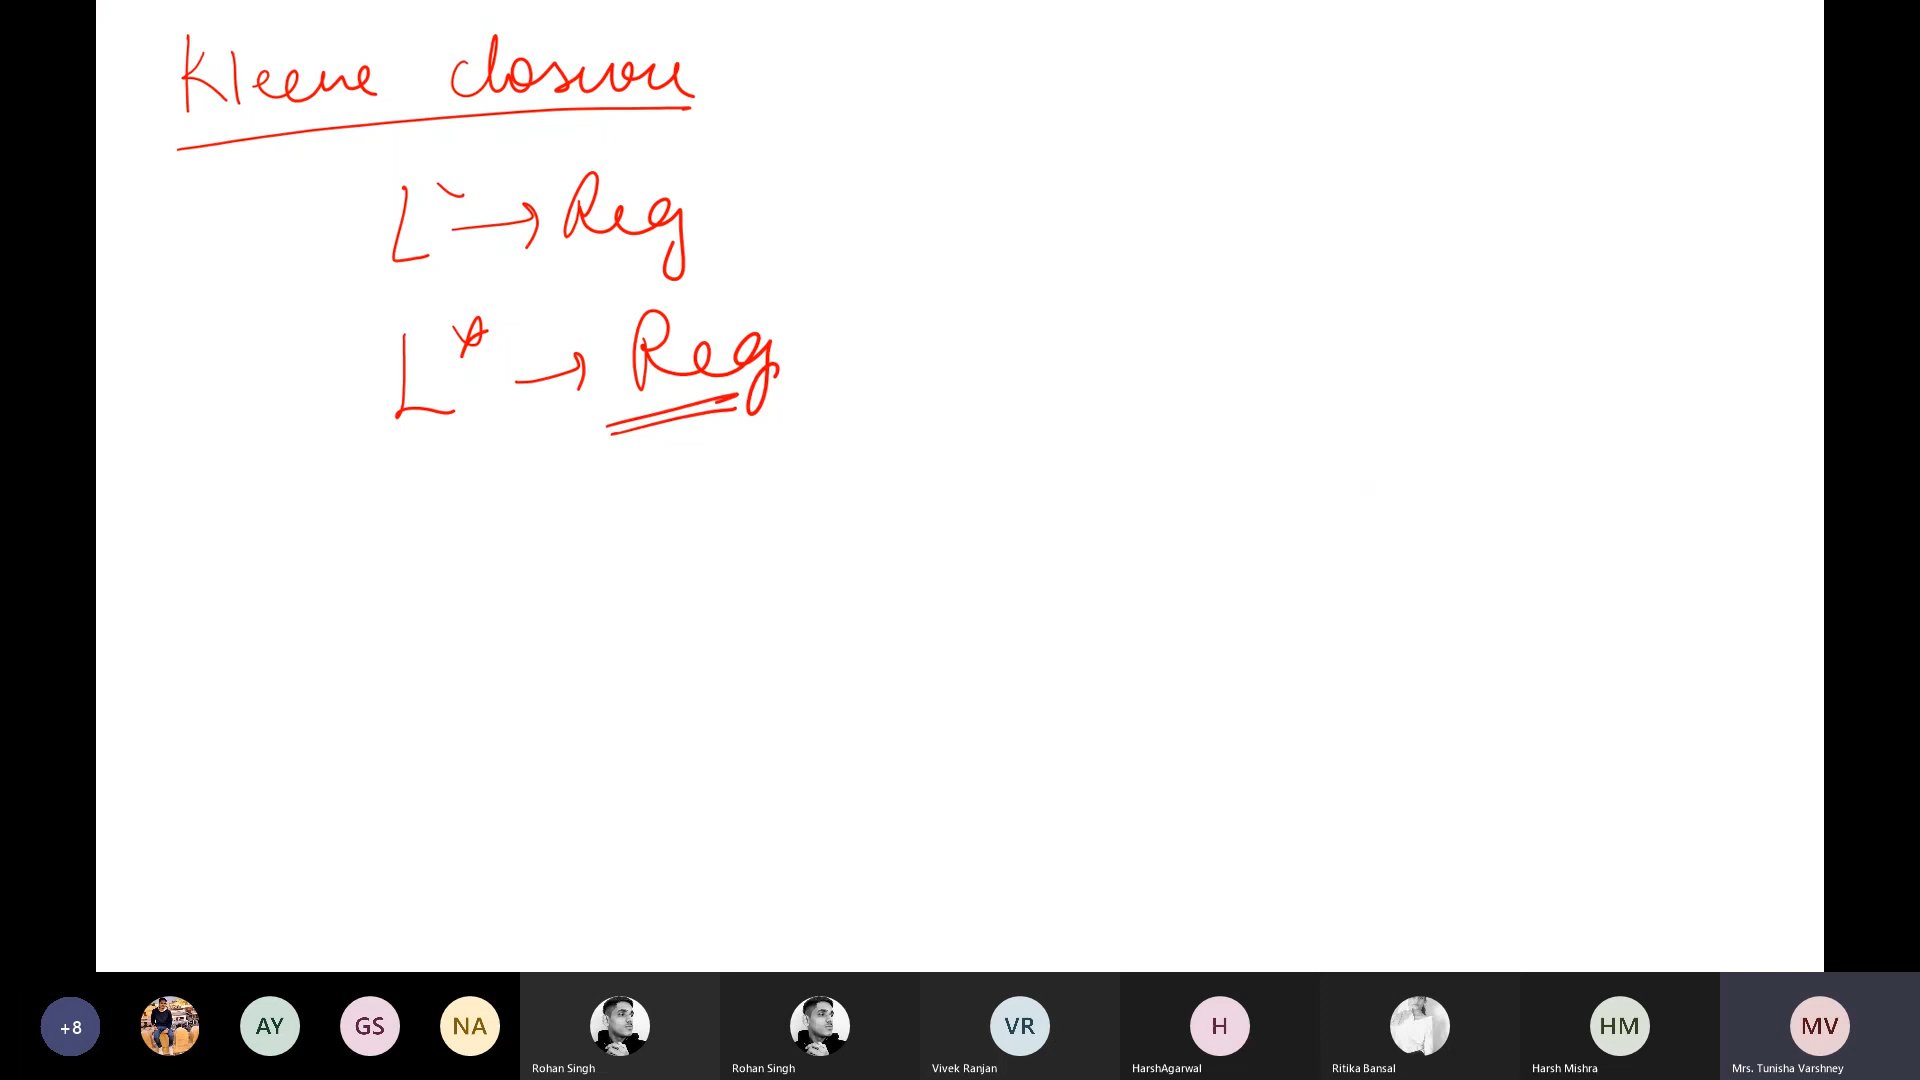 Kleene closure
L → Reg
L* → Reg
+8
AY
GS
NA
VR
H
HM
MV
Rohan Singh
Rohan Singh
Vivek Ranjan
HarshAgarwal
Ritika Bansal
Harsh Mishra
Mrs. Tunisha Varshney